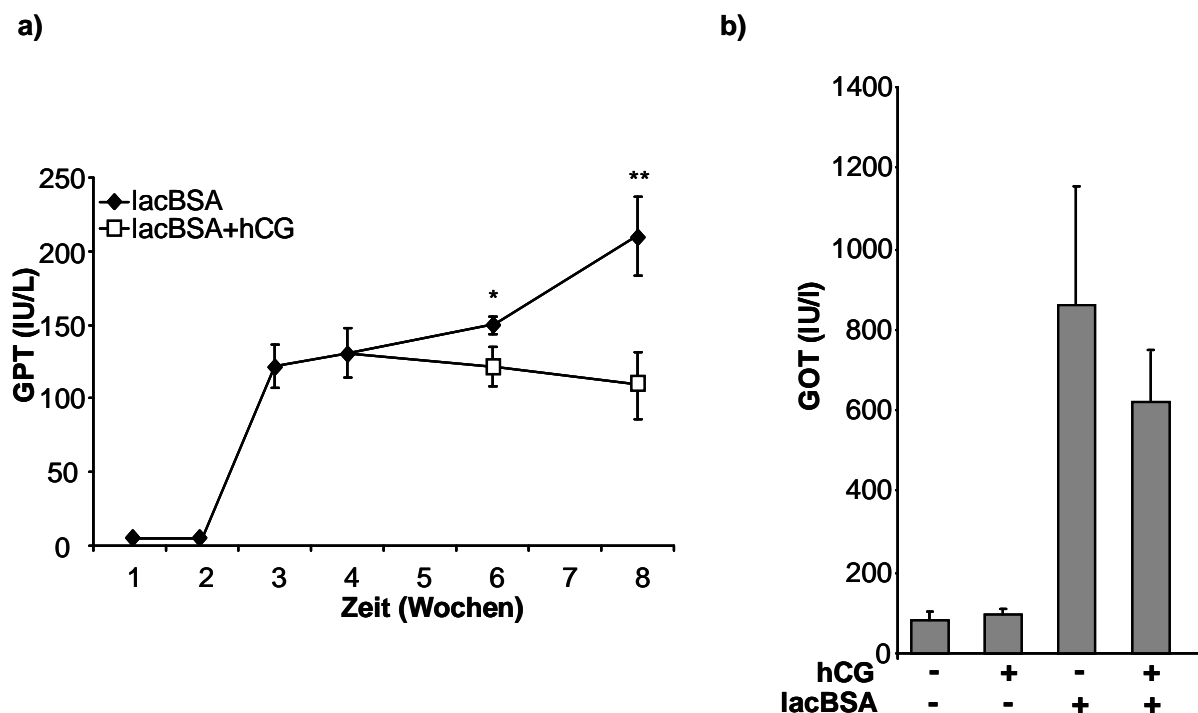 a)
250
200
150
100
50
0
GPT (IU/L)
lacBSA
lacBSA+hCG
*
**
1 2 3 4 5 6 7 8
Zeit (Wochen)
b)
1400
1200
1000
800
600
400
200
0
GOT (IU/l)
hCG - + - +
lacBSA - - + +